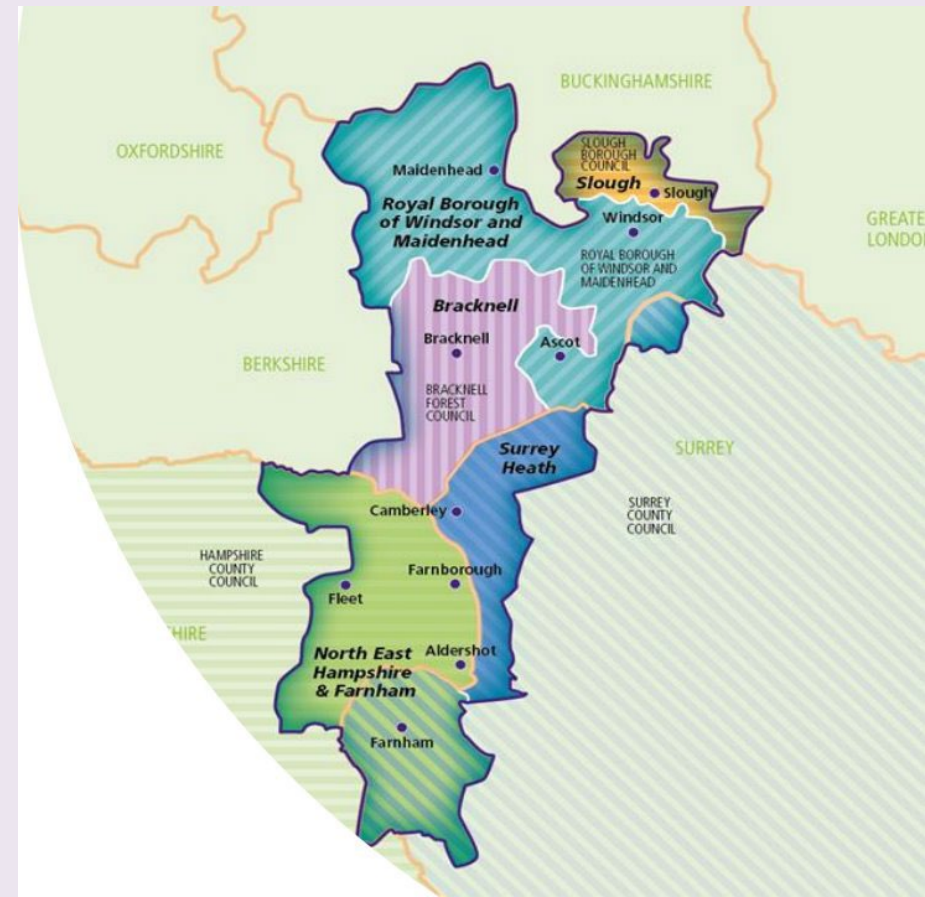 BUCKINGHAMSHIRE
OXFORDSHIRE
SLOUGH
BOROUGH
COUNCIL
Slough
Slough
Maidenhead
Royal Borough
of Windsor and
Maidenhead
Windsor
GREATE
LONDON
ROYAL BOROUGH
OF WINDSOR AND
MAIDENHEAD
Bracknell
Bracknell
Ascot
BERKSHIRE
BRACKNELL
FOREST
COUNCIL
Surrey
Heath
SURREY
SURREY
COUNTY
COUNCIL
Camberley
HAMPSHIRE
COUNTY
COUNCIL
Farnborough
Fleet
HIRE
North East
Hampshire
& Farnham
Aldershot
Farnham